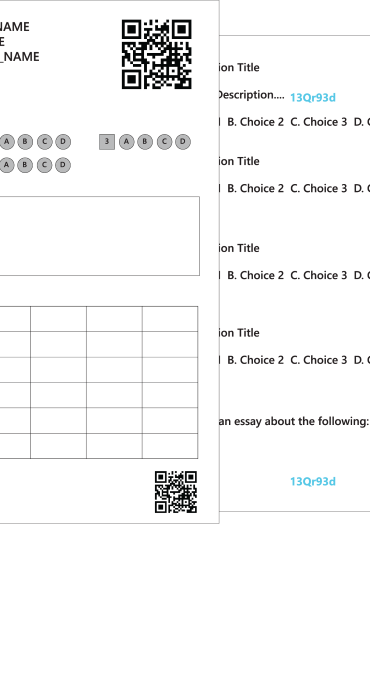 NAME
E
_NAME
A B C D 3 A B C D
A B C D
ion Title
Description.... 13Qr93d
B. Choice 2 C. Choice 3 D. C
ion Title
B. Choice 2 C. Choice 3 D. C
ion Title
B. Choice 2 C. Choice 3 D. C
ion Title
B. Choice 2 C. Choice 3 D. C
an essay about the following:
13Qr93d